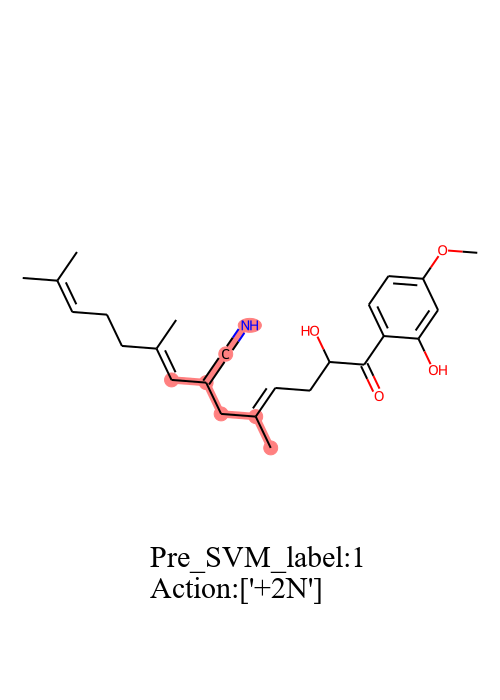 O
HO
NH
C
OH
O
Pre_SVM_label:1
Action:['+2N']